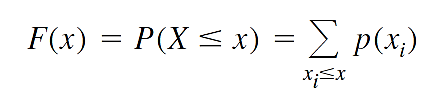 F(x) = P(X ≤ x) = ∑_{x_i≤x} p(x_i)